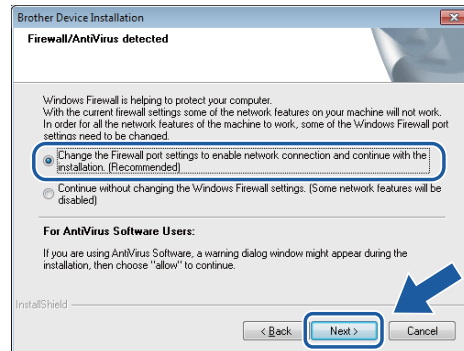 Brother Device Installation
Firewall/AntiVirus detected
Windows Firewall is helping to protect your computer.
With the current firewall settings some of the network features on your machine will not work.
In order for all the network features of the machine to work, some of the Windows Firewall port
settings need to be changed.
Change the Firewall port settings to enable network connection and continue with the
installation. (Recommended)
Continue without changing the Windows Firewall settings. (Some network features will be
disabled)
For AntiVirus Software Users:
If you are using AntiVirus Software, a warning dialog window might appear during the
installation, then choose "allow" to continue.
InstallShield
< Back
Next >
Cancel